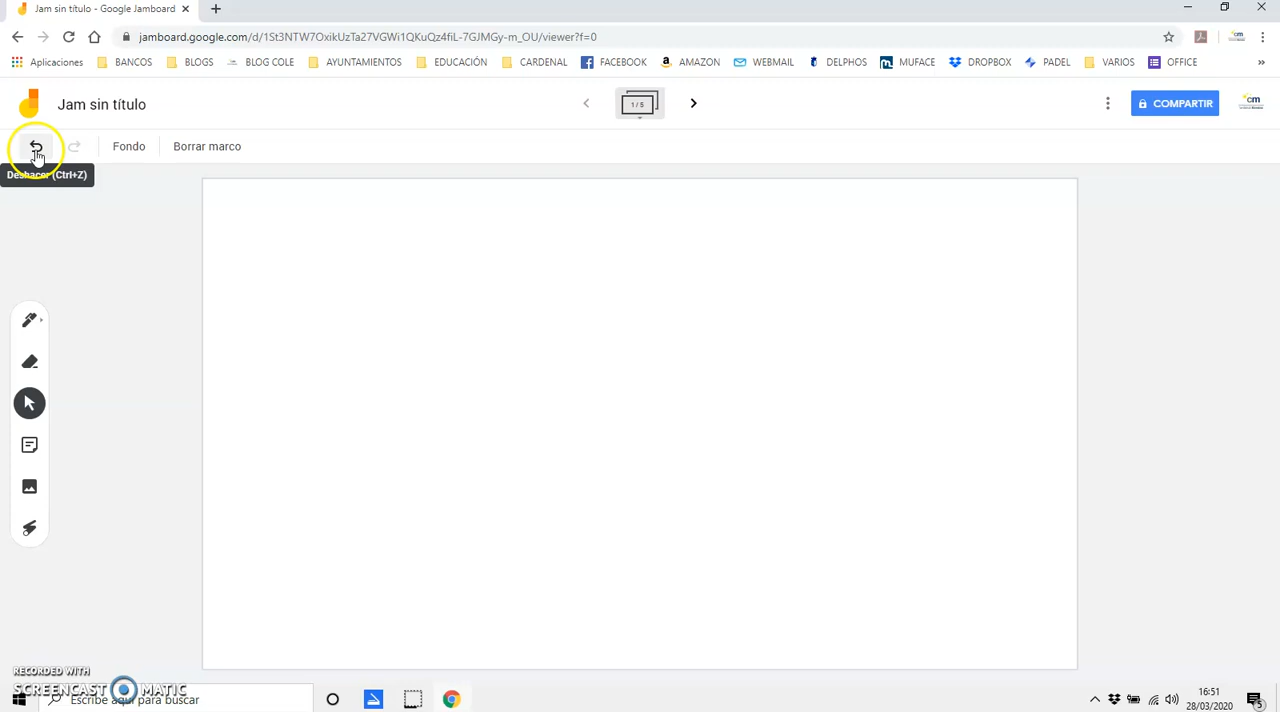 Jam sin título - Google Jamboard
jamboard.google.com/d/1St3NTW7OxikUzTa27VGWi1QKuQz4fiL-7GJMGy-m_OU/viewer?f=0
Aplicaciones BANCOS BLOGS BLOG COLE AYUNTAMIENTOS EDUCACIÓN CARDENAL FACEBOOK AMAZON WEBMAIL DELPHOS MUFACE DROPBOX PADEL VARIOS OFFICE »
Jam sin título
1 / 5
COMPARTIR
cm
Fondo Borrar marco
Deshacer (Ctrl+Z)
RECORDED WITH
SCREENCAST MATIC
Escribe aquí para buscar
16:51
28/03/2020
5